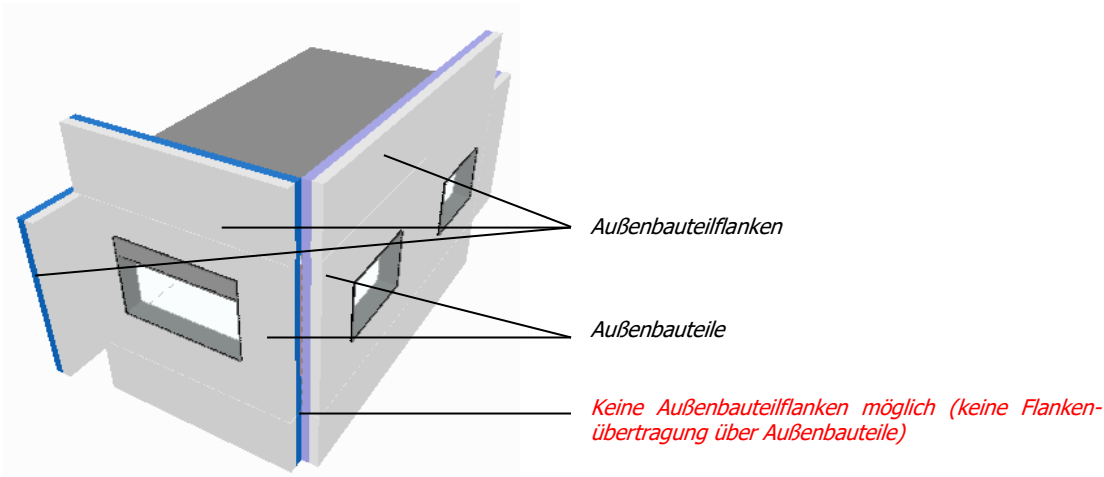 Außenbauteilflanken
Außenbauteile
Keine Außenbauteilflanken möglich (keine Flanken-
übertragung über Außenbauteile)